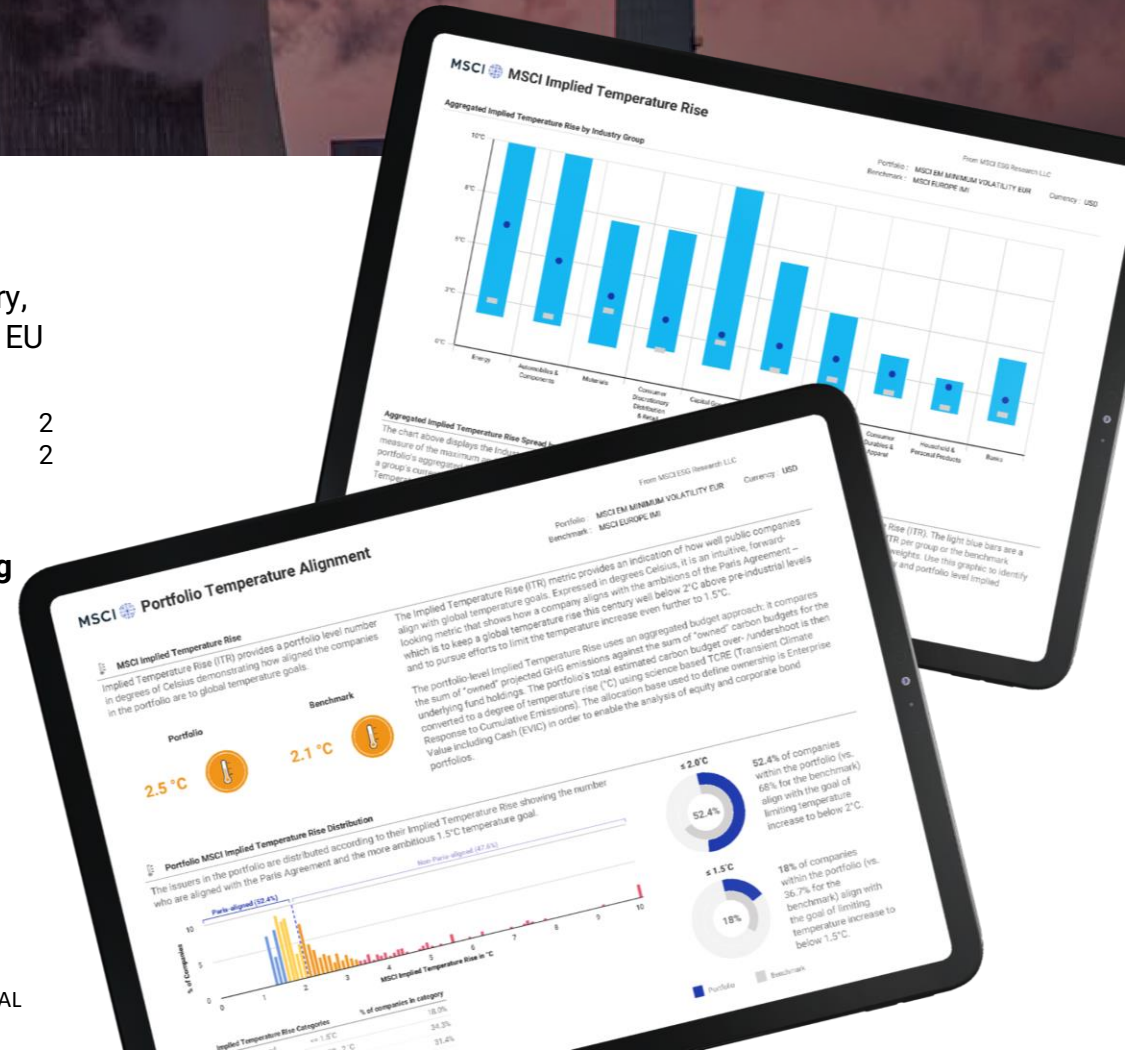 ry,
EU
2
2
g
AL
MSCI MSCI Implied Temperature Rise
Aggregated Implied Temperature Rise by Industry Group
From MSCI ESG Research LLC
Portfolio : MSCI EM MINIMUM VOLATILITY EUR Currency : USD
Benchmark : MSCI EUROPE IMI
10°C
Energy
Automobiles &
Components
Materials
Consumer
Discretionary
Distribution
& Retail
Capital
Consumer
Durables &
Apparel
Household &
Personal Products
Banks
Aggregated Implied Temperature Rise Spread
The chart above displays the
measure of the maximum
portfolio's aggregated
a group's
Rise (ITR). The light blue bars are a
ITR per group or the benchmark
weights. Use this graphic to identify
and portfolio level Implied
MSCI Portfolio Temperature Alignment
From MSCI ESG Research LLC
Portfolio : MSCI EM MINIMUM VOLATILITY EUR Currency : USD
Benchmark : MSCI EUROPE IMI
MSCI Implied Temperature Rise
Implied Temperature Rise (ITR) provides a portfolio level number
in degrees of Celsius demonstrating how aligned the companies
in the portfolio are to global temperature goals.
Portfolio
2.5 °C
Benchmark
2.1 °C
The Implied Temperature Rise (ITR) metric provides an indication of how well public companies
align with global temperature goals. Expressed in degrees Celsius, it is an intuitive, forward-
looking metric that shows how a company aligns with the ambitions of the Paris Agreement –
which is to keep a global temperature rise this century well below 2°C above pre-industrial levels
and to pursue efforts to limit the temperature increase even further to 1.5°C.
The portfolio-level Implied Temperature Rise uses an aggregated budget approach: it compares
the sum of "owned" projected GHG emissions against the sum of "owned" carbon budgets for the
underlying fund holdings. The portfolio's total estimated carbon budget over- /undershoot is then
converted to a degree of temperature rise (°C) using science based TCRE (Transient Climate
Response to Cumulative Emissions). The allocation base used to define ownership is Enterprise
Value including Cash (EVIC) in order to enable the analysis of equity and corporate bond
portfolios.
Portfolio MSCI Implied Temperature Rise Distribution
The issuers in the portfolio are distributed according to their Implied Temperature Rise showing the number
who are aligned with the Paris Agreement and the more ambitious 1.5°C temperature goal.
Paris-aligned (52.4%)
Non-Paris-aligned (47.6%)
% of Companies
10
5
0
0 1 2 3 4 5 6 7 8 9 10
MSCI Implied Temperature Rise in °C
≤ 2.0°C
52.4%
52.4% of companies
within the portfolio (vs.
68% for the benchmark)
align with the goal of
limiting temperature
increase to below 2°C.
≤ 1.5°C
18%
18% of companies
within the portfolio (vs.
36.7% for the
benchmark) align with
the goal of limiting
temperature increase to
below 1.5°C.
Portfolio Benchmark
Implied Temperature Rise Categories % of companies in category
18.0%
34.3%
31.4%